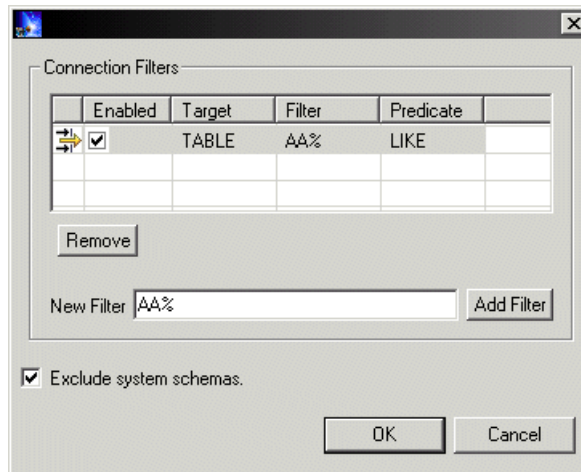 Connection Filters
Enabled Target Filter Predicate
TABLE AA% LIKE
Remove
New Filter AA% Add Filter
Exclude system schemas.
OK Cancel